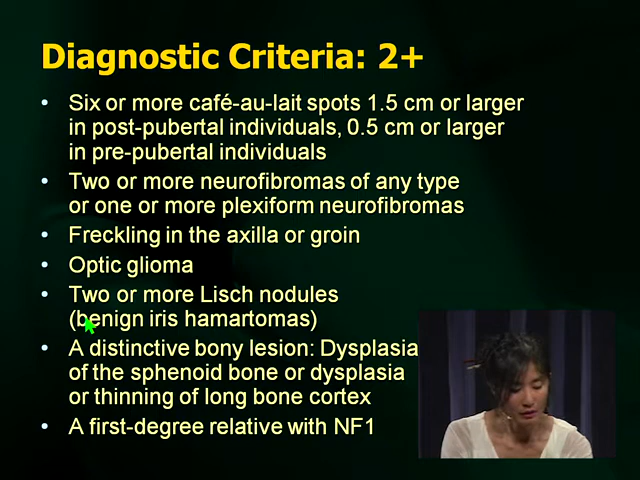 Diagnostic Criteria: 2+
• Six or more café-au-lait spots 1.5 cm or larger
in post-pubertal individuals, 0.5 cm or larger
in pre-pubertal individuals
• Two or more neurofibromas of any type
or one or more plexiform neurofibromas
• Freckling in the axilla or groin
• Optic glioma
• Two or more Lisch nodules
(benign iris hamartomas)
• A distinctive bony lesion: Dysplasia
of the sphenoid bone or dysplasia
or thinning of long bone cortex
• A first-degree relative with NF1